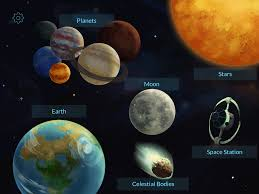 Planets
Stars
Moon
Earth
Space Station
Celestial Bodies